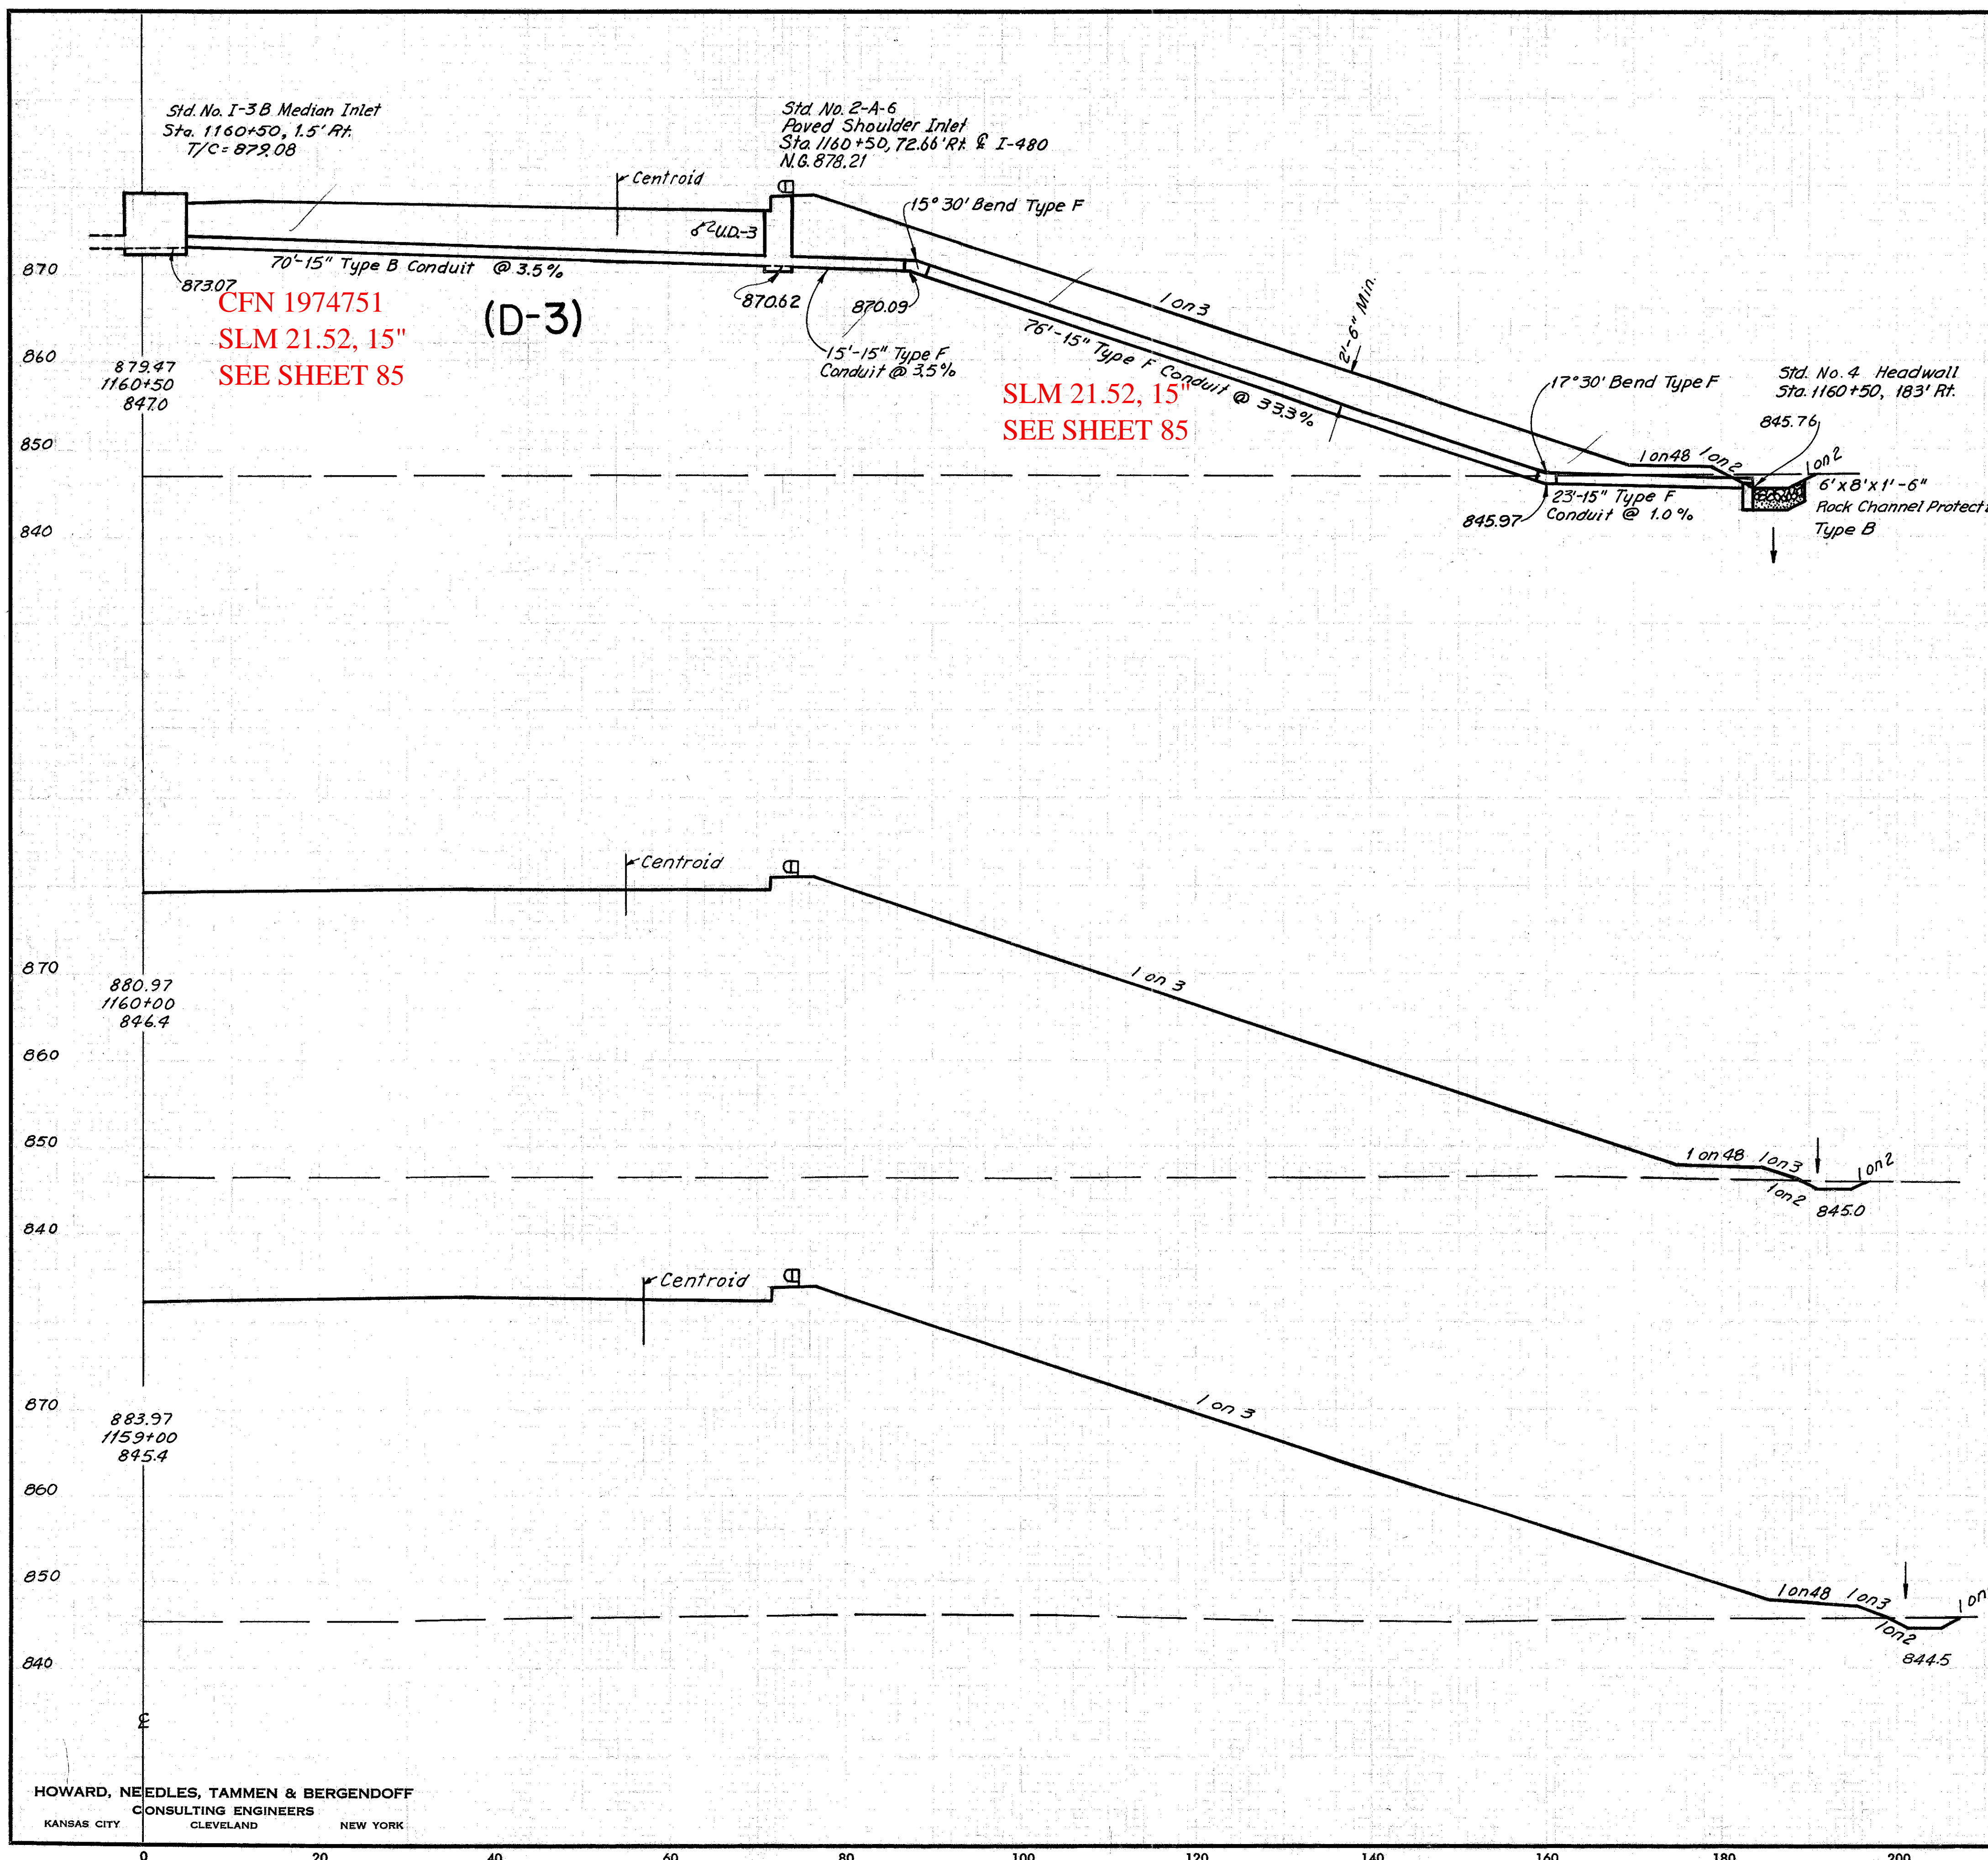 Std. No. I-3B Median Inlet
Sta. 1160+50, 1.5' Rt.
T/C = 879.08
Std. No. 2-A-6
Paved Shoulder Inlet
Sta. 1160+50, 72.66' Rt. ℄ I-480
N.G. 878.21
Centroid
15° 30' Bend Type F
U.D.-3
870
70'-15" Type B Conduit @ 3.5%
873.07
CFN 1974751
SLM 21.52, 15"
SEE SHEET 85
(D-3)
870.62
870.09
1 on 3
2'-6" Min.
76'-15" Type F Conduit @ 33.3%
15'-15" Type F
Conduit @ 3.5%
860
879.47
1160+50
847.0
SLM 21.52, 15"
SEE SHEET 85
17° 30' Bend Type F
Std. No. 4 Headwall
Sta. 1160+50, 183' Rt.
845.76
850
1 on 48
1 on 2
1 on 2
6' x 8' x 1'-6"
Rock Channel Protect
Type B
23'-15" Type F
Conduit @ 1.0%
845.97
840
Centroid
870
880.97
1160+00
846.4
1 on 3
860
850
1 on 48
1 on 3
1 on 2
1 on 2
845.0
840
Centroid
870
883.97
1159+00
845.4
1 on 3
860
850
1 on 48
1 on 3
1 on
1 on 2
844.5
840
℄
HOWARD, NEEDLES, TAMMEN & BERGENDOFF
CONSULTING ENGINEERS
KANSAS CITY CLEVELAND NEW YORK
0 20 40 60 80 100 120 140 160 180 200